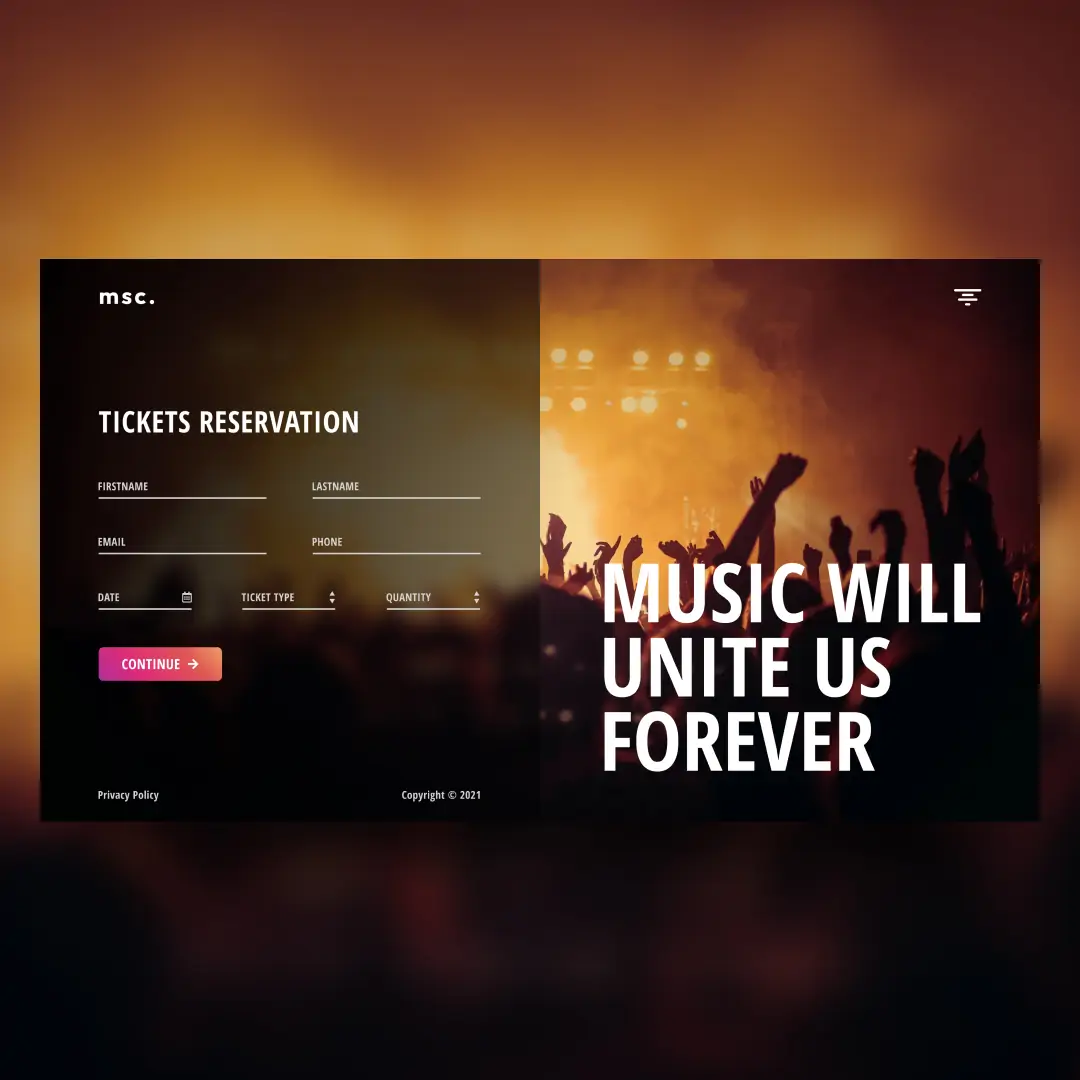 msc.
TICKETS RESERVATION
FIRSTNAME
LASTNAME
EMAIL
PHONE
DATE
TICKET TYPE
QUANTITY
CONTINUE
Privacy Policy
Copyright © 2021
MUSIC WILL
UNITE US
FOREVER